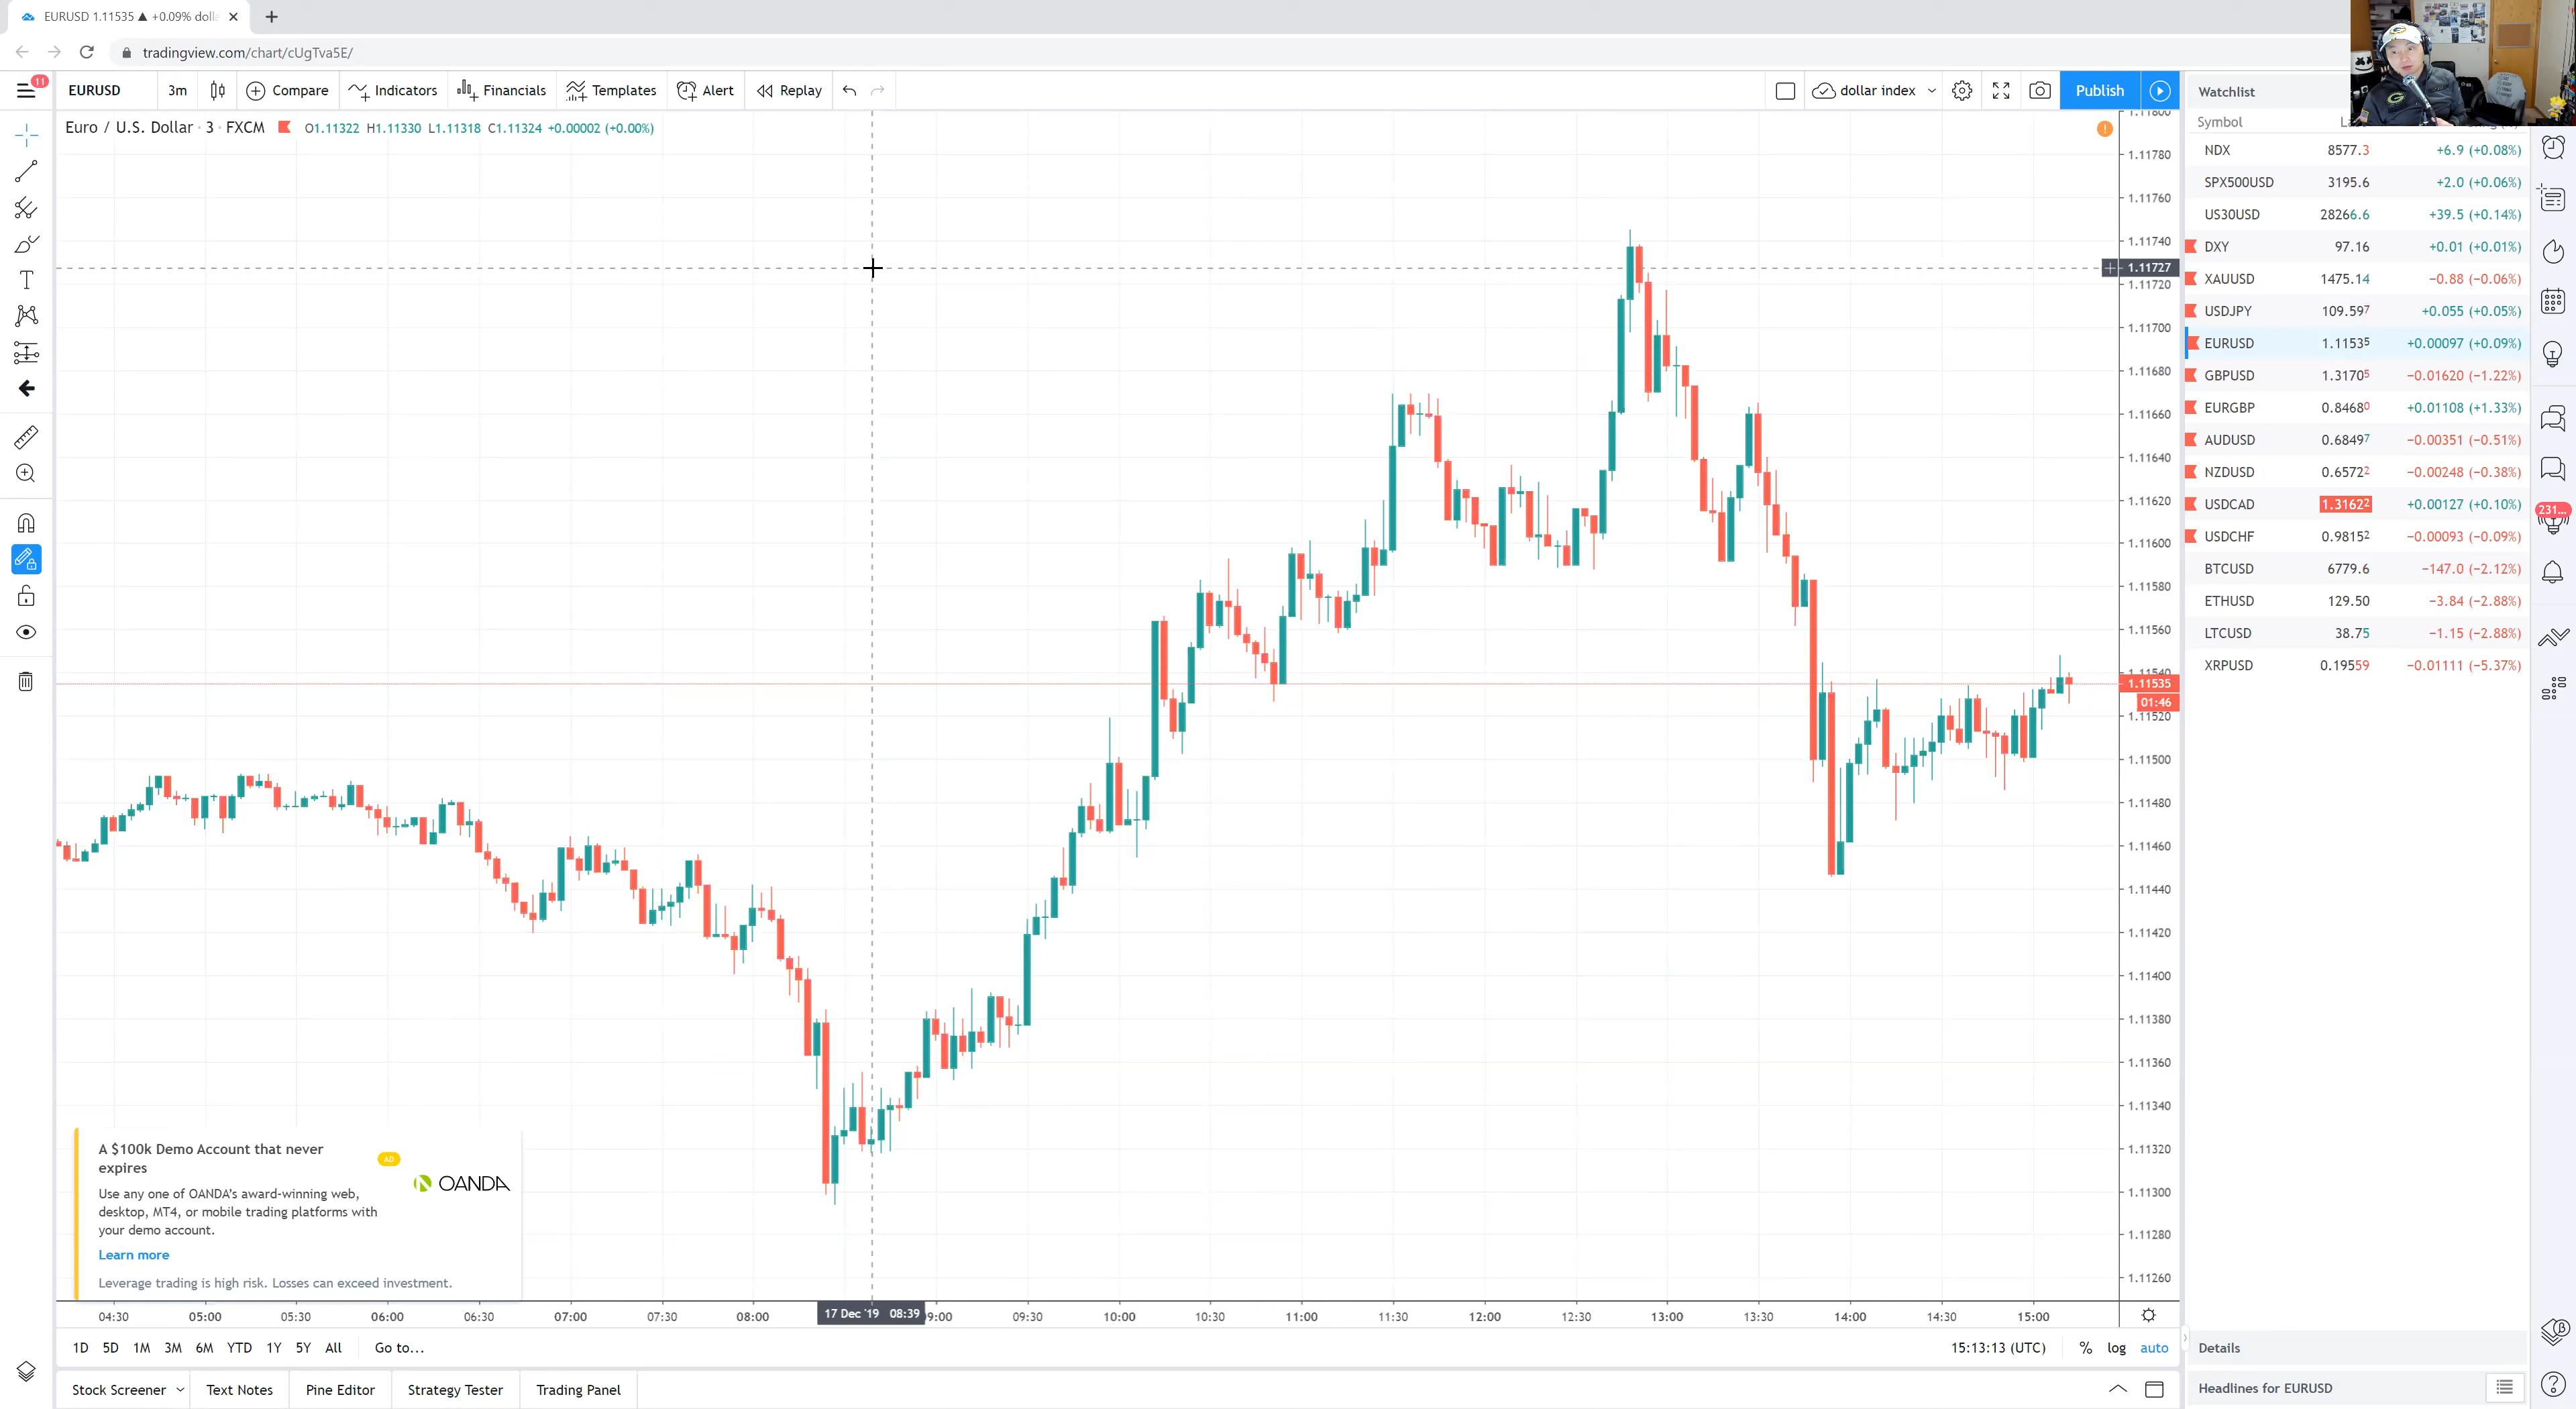 EURUSD 1.11535 ▲ +0.09% doll
tradingview.com/chart/cUgTva5E/
11
EURUSD 3m Compare Indicators Financials Templates Alert Replay dollar index Publish
Euro / U.S. Dollar · 3 · FXCM O1.11322 H1.11330 L1.11318 C1.11324 +0.00002 (+0.00%)
1.11800
1.11780
1.11760
1.11740
1.11727
1.11720
1.11700
1.11680
1.11660
1.11640
1.11620
1.11600
1.11580
1.11560
1.11540
1.11535
01:46
1.11520
1.11500
1.11480
1.11460
1.11440
1.11420
1.11400
1.11380
1.11360
1.11340
1.11320
1.11300
1.11280
1.11260
A $100k Demo Account that never
expires
AD
Use any one of OANDA's award-winning web,
desktop, MT4, or mobile trading platforms with
your demo account.
OANDA
Learn more
Leverage trading is high risk. Losses can exceed investment.
04:30 05:00 05:30 06:00 06:30 07:00 07:30 08:00 17 Dec '19 08:39 09:00 09:30 10:00 10:30 11:00 11:30 12:00 12:30 13:00 13:30 14:00 14:30 15:00
1D 5D 1M 3M 6M YTD 1Y 5Y All Go to... 15:13:13 (UTC) % log auto
Stock Screener Text Notes Pine Editor Strategy Tester Trading Panel
Watchlist
Symbol
NDX 8577.3 +6.9 (+0.08%)
SPX500USD 3195.6 +2.0 (+0.06%)
US30USD 28266.6 +39.5 (+0.14%)
DXY 97.16 +0.01 (+0.01%)
XAUUSD 1475.14 −0.88 (−0.06%)
USDJPY 109.597 +0.055 (+0.05%)
EURUSD 1.11535 +0.00097 (+0.09%)
GBPUSD 1.31705 −0.01620 (−1.22%)
EURGBP 0.84680 +0.01108 (+1.33%)
AUDUSD 0.68497 −0.00351 (−0.51%)
NZDUSD 0.65722 −0.00248 (−0.38%)
USDCAD 1.31622 +0.00127 (+0.10%)
USDCHF 0.98152 −0.00093 (−0.09%)
BTCUSD 6779.6 −147.0 (−2.12%)
ETHUSD 129.50 −3.84 (−2.88%)
LTCUSD 38.75 −1.15 (−2.88%)
XRPUSD 0.19559 −0.01111 (−5.37%)
231...
Details
Headlines for EURUSD